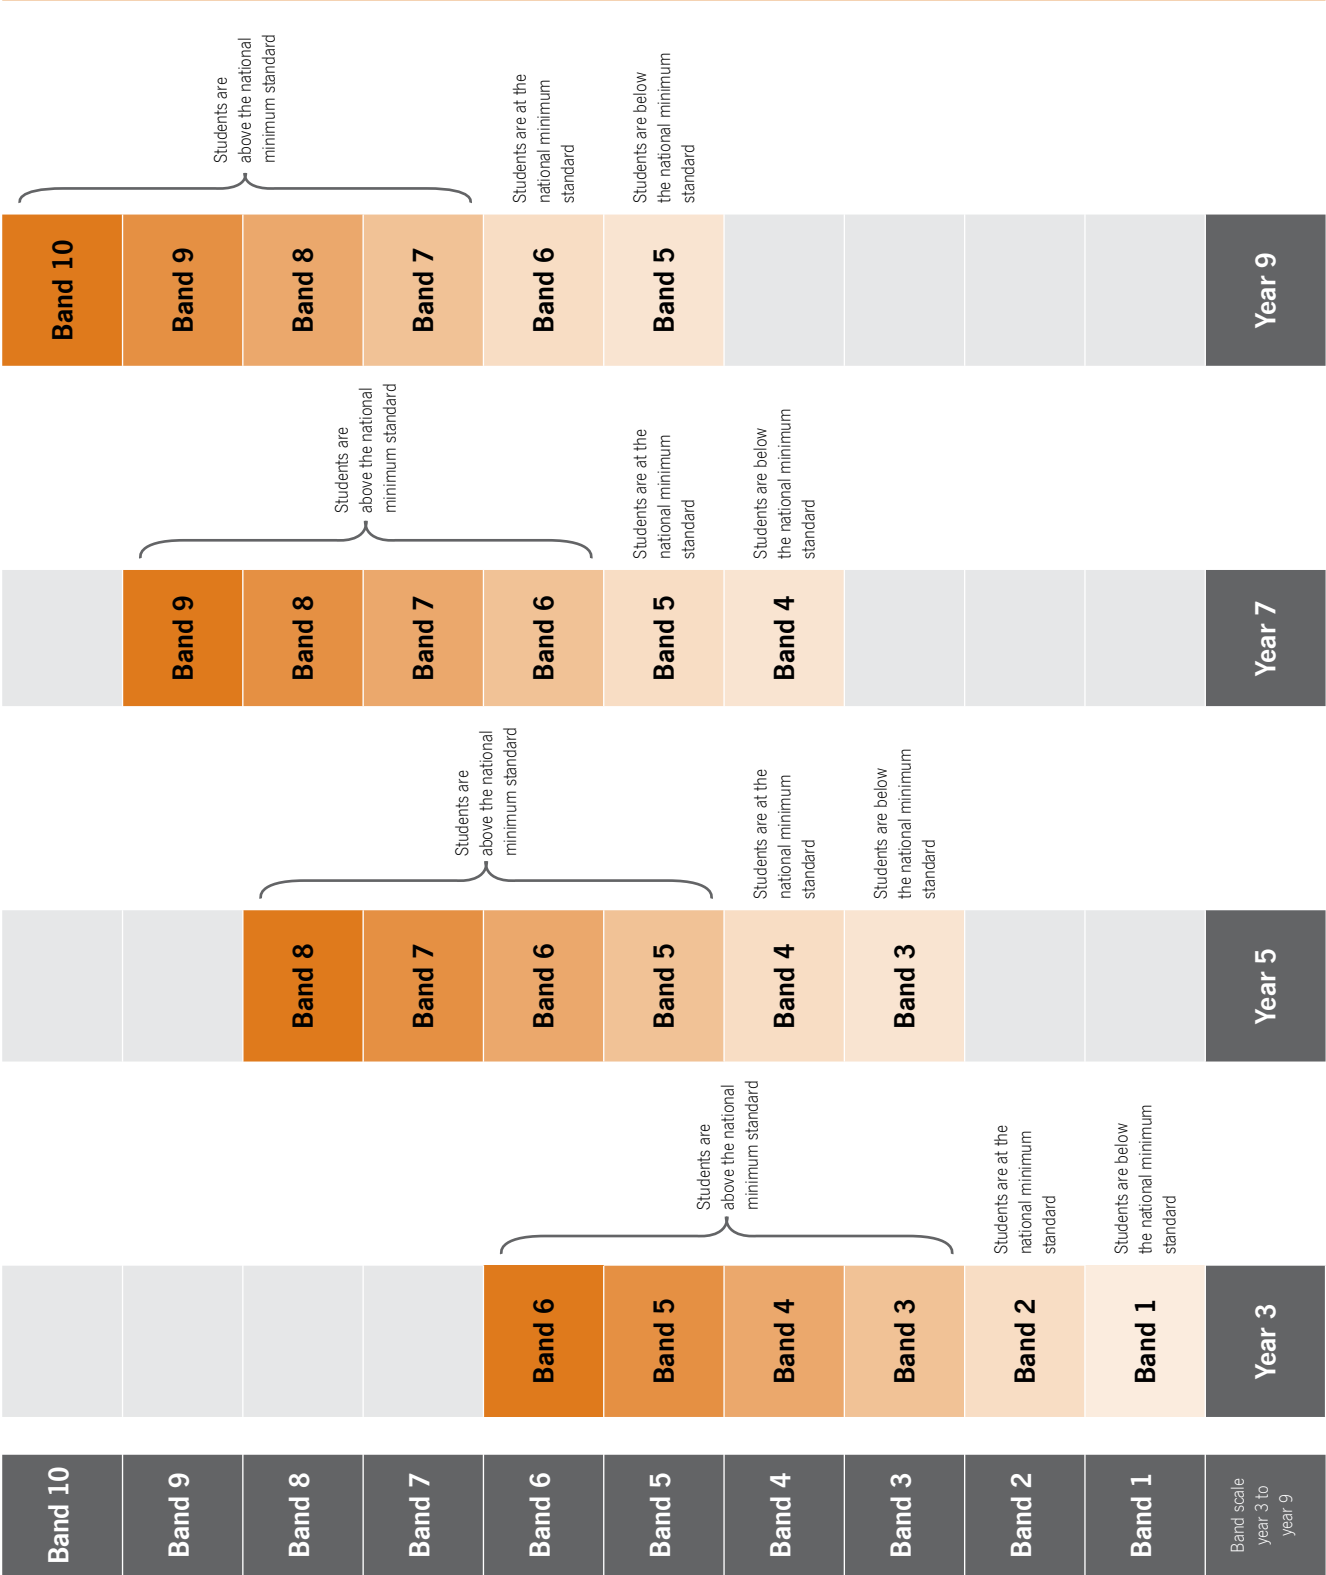 Band 10
Band 9
Band 8
Band 7
Band 6
Band 5
Band 4
Band 3
Band 2
Band 1
Band scale
year 3 to
year 9
Band 6
Band 5
Band 4
Band 3
Band 2
Band 1
Year 3
Students are
above the national
minimum standard
Students are at the
national minimum
standard
Students are below
the national minimum
standard
Band 8
Band 7
Band 6
Band 5
Band 4
Band 3
Year 5
Students are
above the national
minimum standard
Students are at the
national minimum
standard
Students are below
the national minimum
standard
Band 9
Band 8
Band 7
Band 6
Band 5
Band 4
Year 7
Students are
above the national
minimum standard
Students are at the
national minimum
standard
Students are below
the national minimum
standard
Band 10
Band 9
Band 8
Band 7
Band 6
Band 5
Year 9
Students are
above the national
minimum standard
Students are at the
national minimum
standard
Students are below
the national minimum
standard